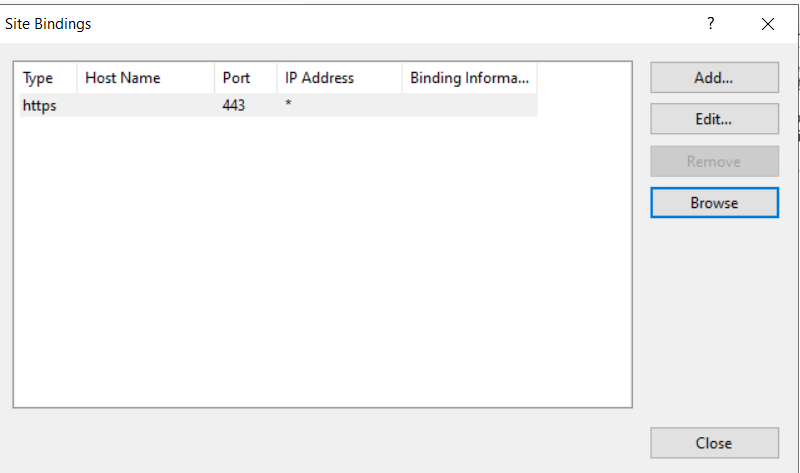 Site Bindings ?
Type Host Name Port IP Address Binding Informa...
https 443 *
Add...
Edit...
Remove
Browse
Close